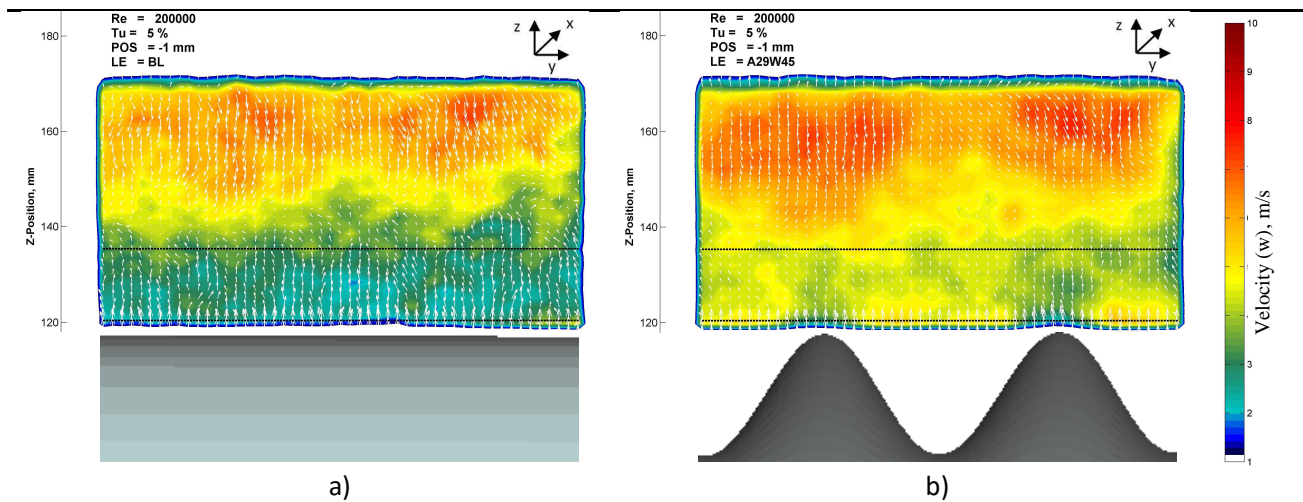 Re = 200000
Tu = 5 %
POS = -1 mm
LE = BL
z
x
y
180
160
140
120
Z-Position, mm
a)
Re = 200000
Tu = 5 %
POS = -1 mm
LE = A29W45
z
x
y
180
160
140
120
Z-Position, mm
b)
10
9
8
7
6
5
4
3
2
1
Velocity (w), m/s